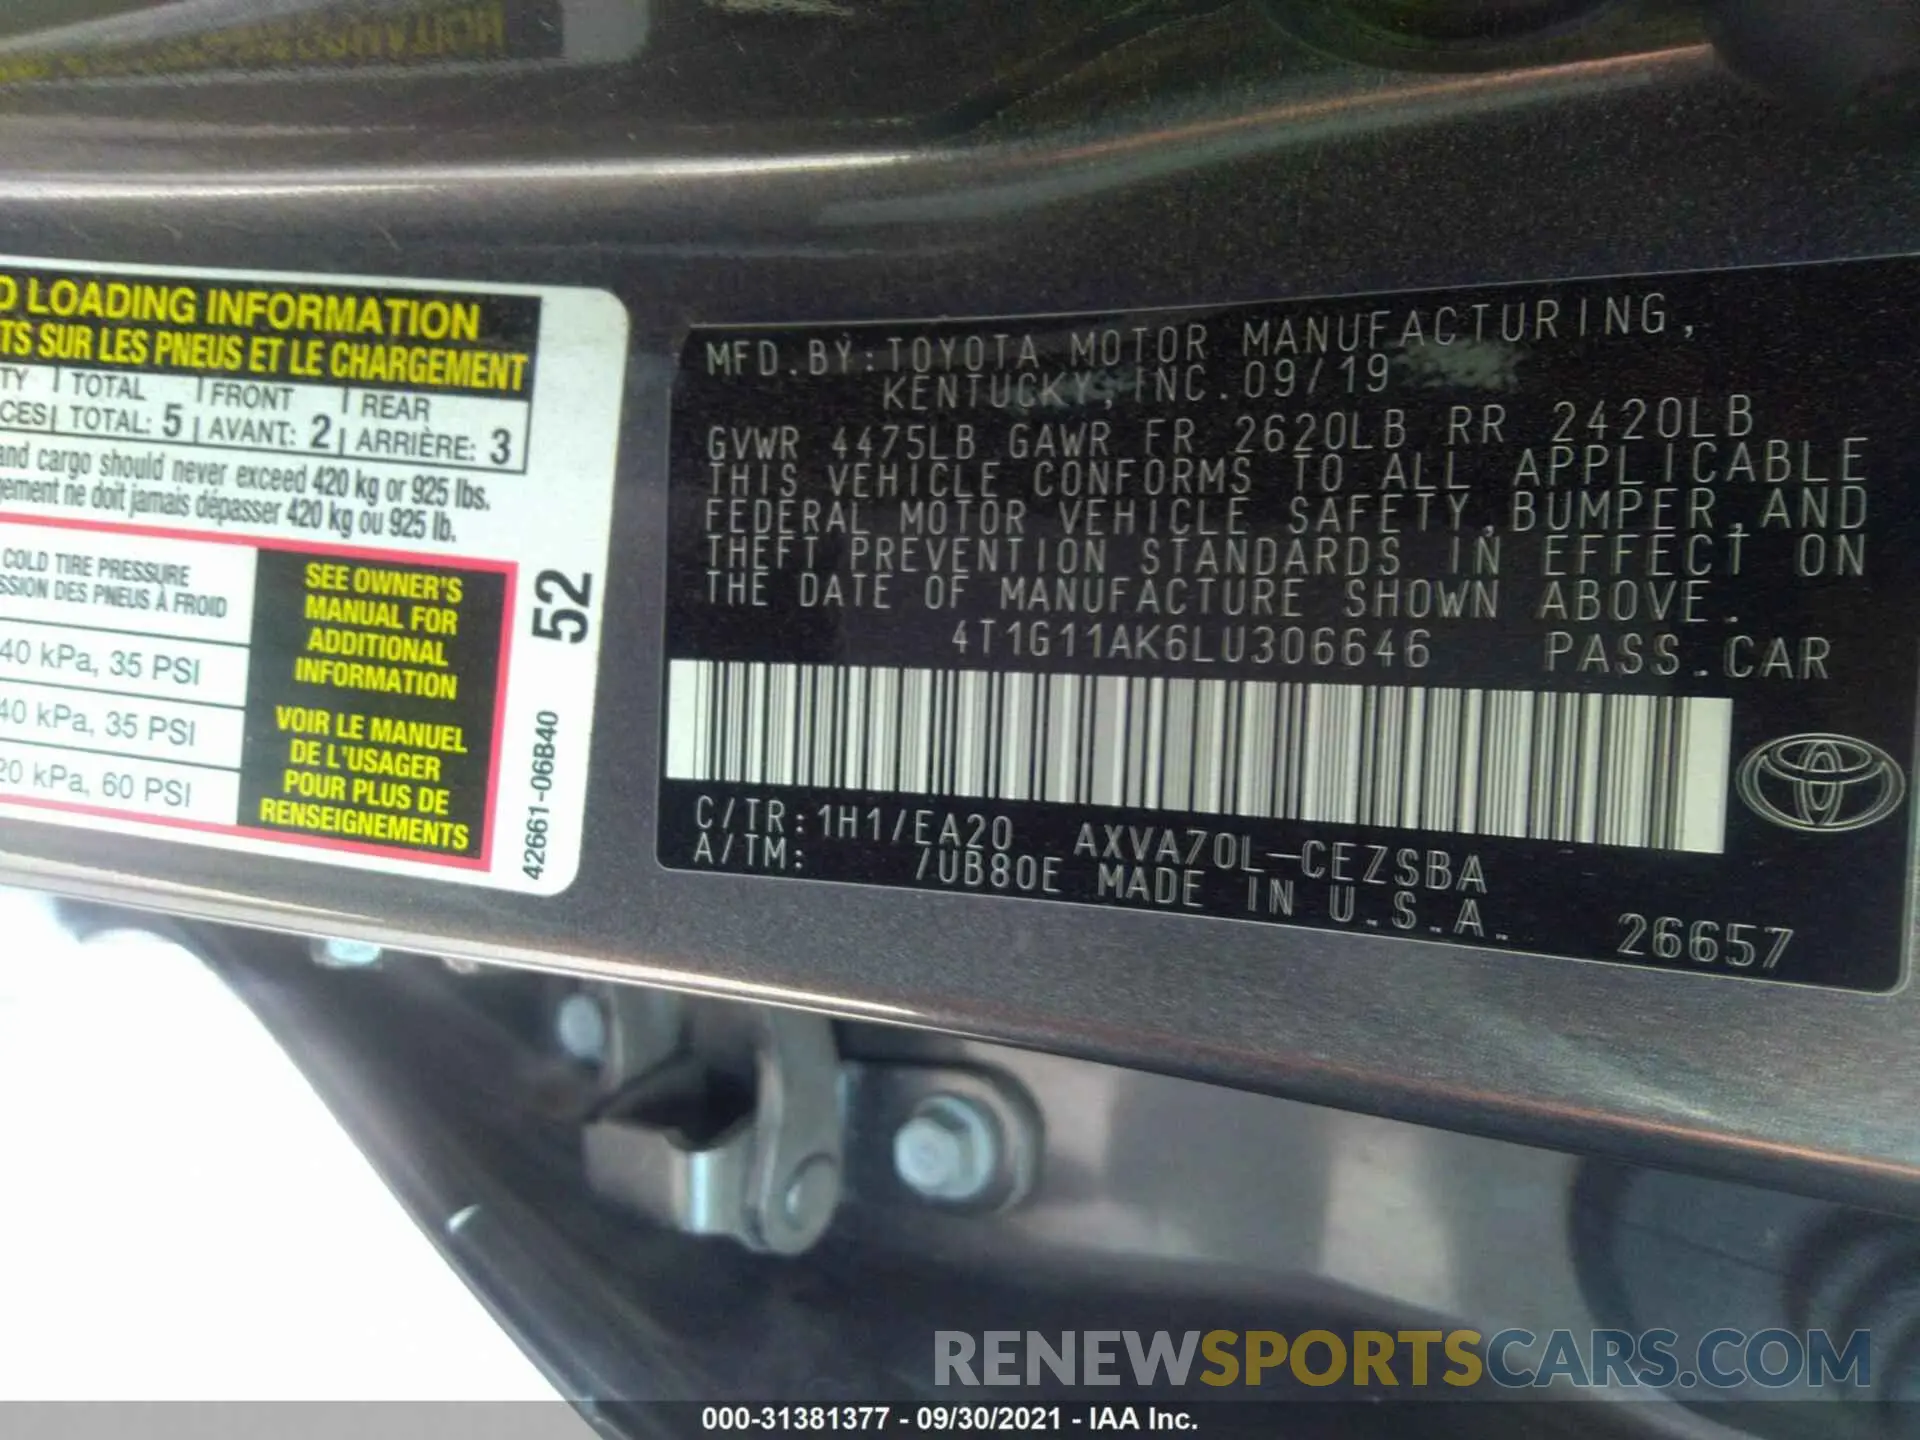 D LOADING INFORMATION
TS SUR LES PNEUS ET LE CHARGEMENT
TY | TOTAL | FRONT | REAR
CES| TOTAL: 5 | AVANT: 2 | ARRIÈRE: 3
and cargo should never exceed 420 kg or 925 lbs.
gement ne doit jamais dépasser 420 kg ou 925 lb.
COLD TIRE PRESSURE
SSION DES PNEUS À FROID
40 kPa, 35 PSI
40 kPa, 35 PSI
20 kPa, 60 PSI
SEE OWNER'S
MANUAL FOR
ADDITIONAL
INFORMATION
VOIR LE MANUEL
DE L'USAGER
POUR PLUS DE
RENSEIGNEMENTS
52
42661-06B40
MFD.BY:TOYOTA MOTOR MANUFACTURING,
KENTUCKY, INC. 09/19
GVWR 4475LB GAWR FR 2620LB RR 2420LB
THIS VEHICLE CONFORMS TO ALL APPLICABLE
FEDERAL MOTOR VEHICLE SAFETY,BUMPER,AND
THEFT PREVENTION STANDARDS IN EFFECT ON
THE DATE OF MANUFACTURE SHOWN ABOVE.
4T1G11AK6LU306646 PASS.CAR
C/TR:1H1/EA20 AXVA70L-CEZSBA
A/TM: /UB80E MADE IN U.S.A.
26657
RENEWSPORTSCARS.COM
000-31381377 - 09/30/2021 - IAA Inc.